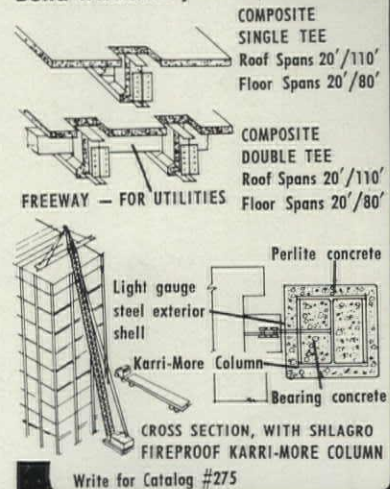 COMPOSITE
SINGLE TEE
Roof Spans 20'/110'
Floor Spans 20'/80'
COMPOSITE
DOUBLE TEE
Roof Spans 20'/110'
Floor Spans 20'/80'
FREEWAY — FOR UTILITIES
Perlite concrete
Light gauge
steel exterior
shell
Karri-More Column
Bearing concrete
CROSS SECTION, WITH SHLAGRO
FIREPROOF KARRI-MORE COLUMN
Write for Catalog #275